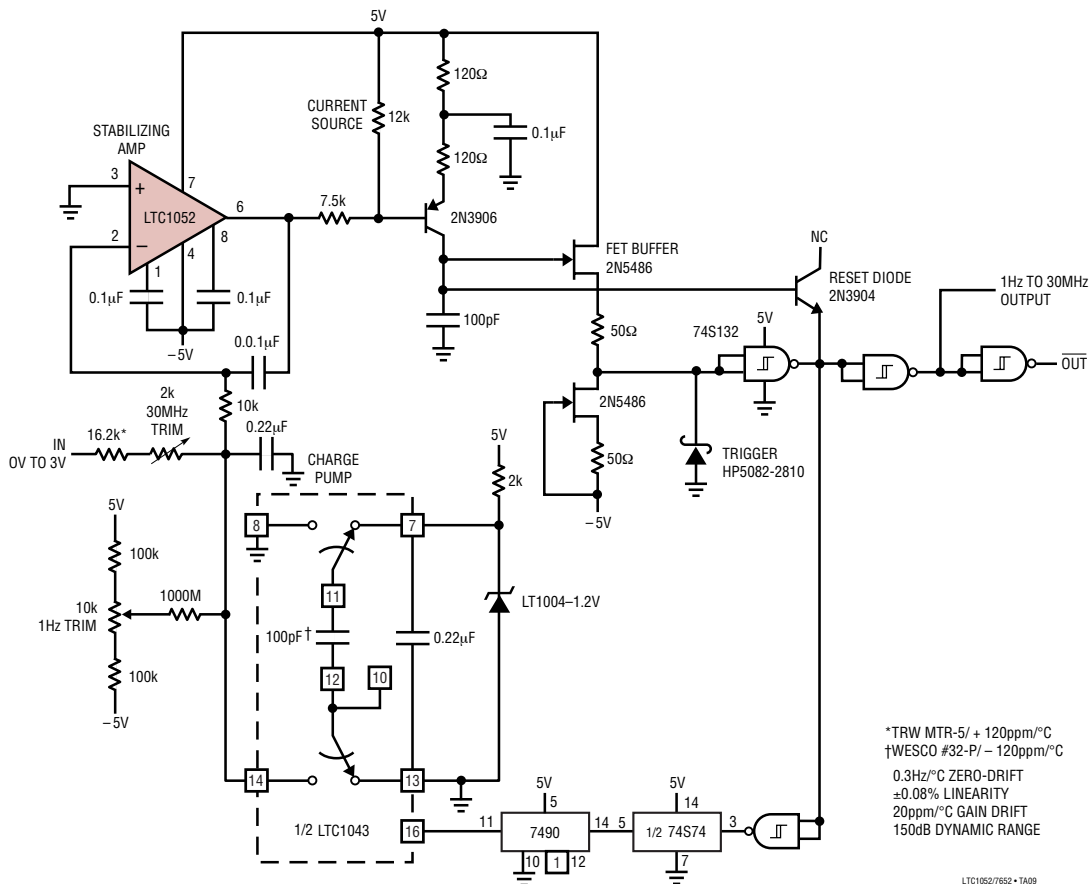 5V
120Ω
CURRENT
SOURCE
12k
0.1µF
STABILIZING
AMP
120Ω
3
+
7
LTC1052
6
7.5k
2N3906
2
–
8
4
1
FET BUFFER
2N5486
NC
RESET DIODE
2N3904
0.1µF
0.1µF
100pF
1Hz TO 30MHz
OUTPUT
–5V
50Ω
74S132
5V
0.0.1µF
OUT
2k
30MHz
TRIM
10k
2N5486
16.2k*
IN
0V TO 3V
0.22µF
CHARGE
PUMP
5V
2k
50Ω
TRIGGER
HP5082-2810
–5V
5V
8
7
100k
11
LT1004–1.2V
1000M
10k
1Hz TRIM
100pF†
0.22µF
12
10
100k
–5V
*TRW MTR-5/ + 120ppm/°C
†WESCO #32-P/ – 120ppm/°C
0.3Hz/°C ZERO-DRIFT
±0.08% LINEARITY
20ppm/°C GAIN DRIFT
150dB DYNAMIC RANGE
14
13
5V
5V
1/2 LTC1043
16
11
5
7490
14
5
14
1/2 74S74
3
10
1
12
7
LTC1052/7652 • TA09